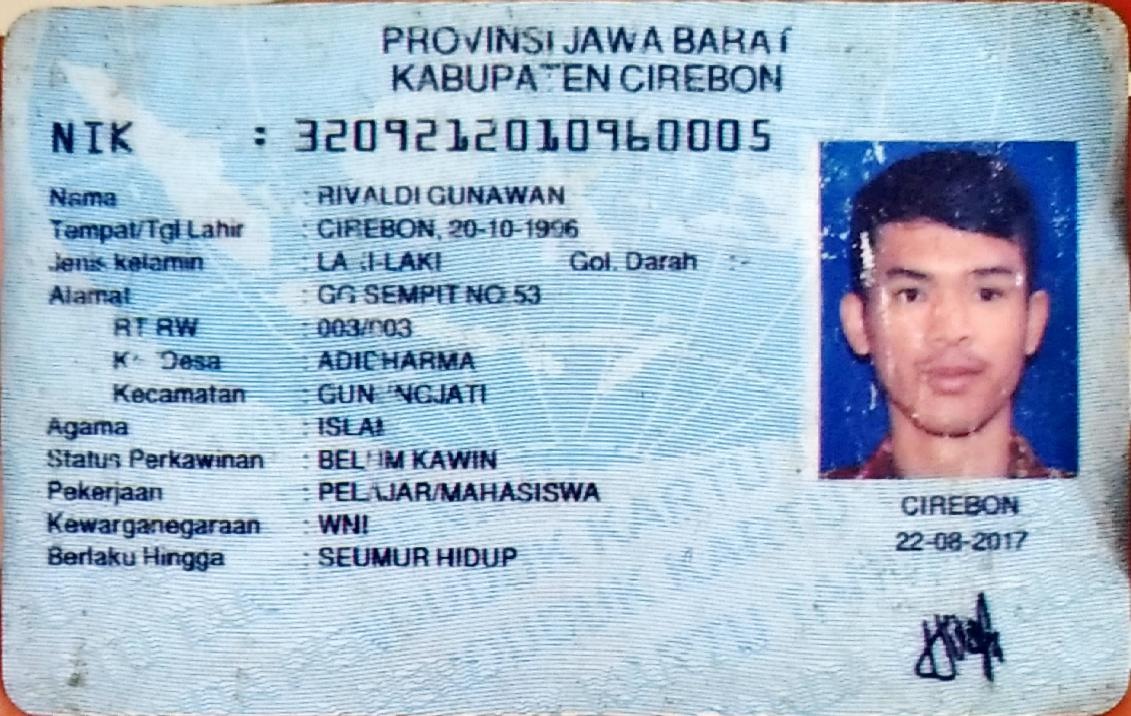 PROVINSI JAWA BARAT
KABUPATEN CIREBON
NIK : 3209212010960005
Nama : RIVALDI GUNAWAN
Tempat/Tgl Lahir : CIREBON, 20-10-1996
Jenis kelamin : LAKI-LAKI Gol. Darah : -
Alamat : GG SEMPIT NO 53
RT RW : 003/003
Desa : ADIDHARMA
Kecamatan : GUNUNGJATI
Agama : ISLAM
Status Perkawinan : BELUM KAWIN
Pekerjaan : PELAJAR/MAHASISWA
Kewarganegaraan : WNI
Berlaku Hingga : SEUMUR HIDUP
CIREBON
22-08-2017